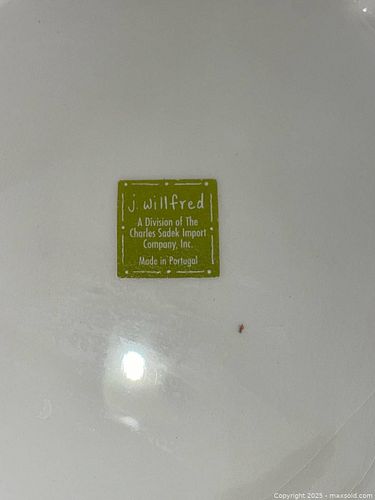 j. willfred
A Division of The
Charles Sadek Import
Company, Inc.
Made in Portugal
Copyright 2025 - maxsold.com